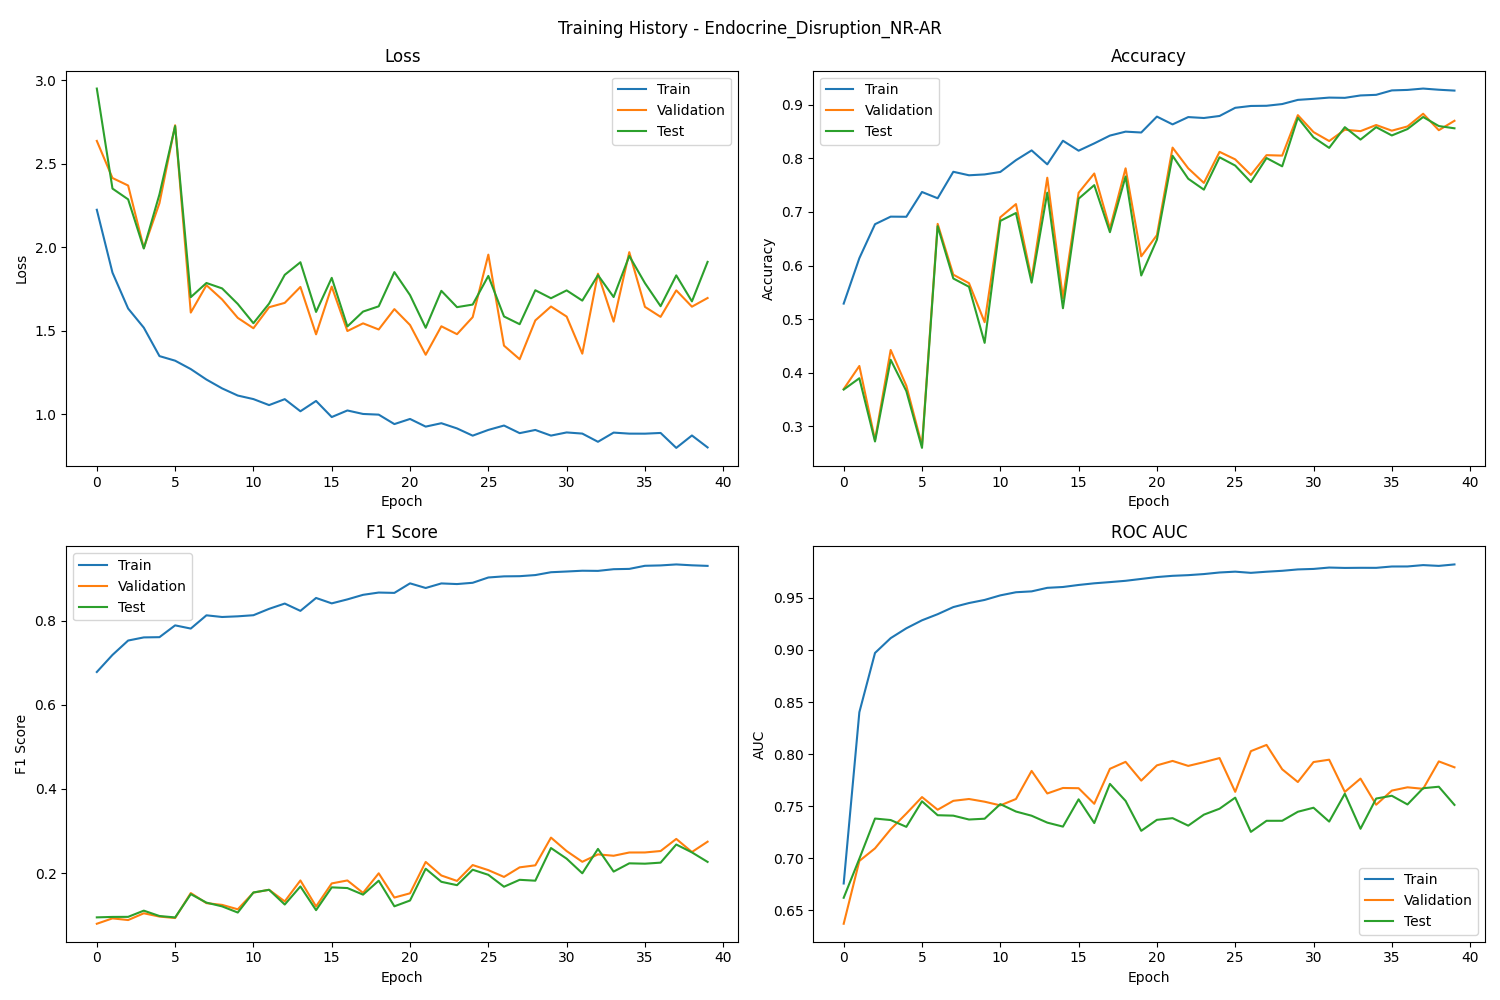 Training History - Endocrine_Disruption_NR-AR
Loss
3.0
2.5
2.0
1.5
1.0
Loss
0 5 10 15 20 25 30 35 40
Epoch
Train
Validation
Test
Accuracy
0.9
0.8
0.7
0.6
0.5
0.4
0.3
Accuracy
0 5 10 15 20 25 30 35 40
Epoch
Train
Validation
Test
F1 Score
0.8
0.6
0.4
0.2
F1 Score
0 5 10 15 20 25 30 35 40
Epoch
Train
Validation
Test
ROC AUC
0.95
0.90
0.85
0.80
0.75
0.70
0.65
AUC
0 5 10 15 20 25 30 35 40
Epoch
Train
Validation
Test